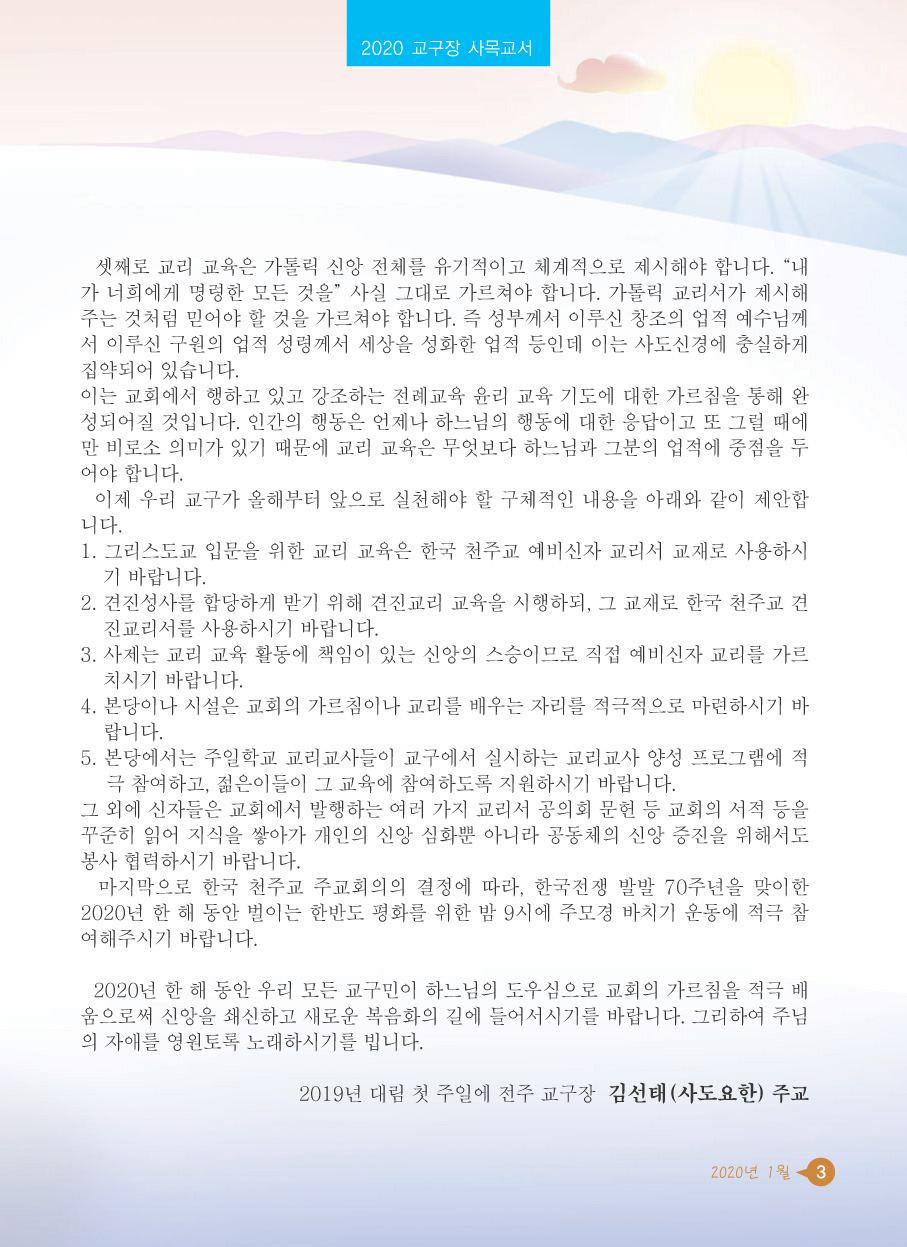 2020 교구장 사목교서
셋째로 교리 교육은 가톨릭 신앙 전체를 유기적이고 체계적으로 제시해야 합니다. “내
가 너희에게 명령한 모든 것을” 사실 그대로 가르쳐야 합니다. 가톨릭 교리서가 제시해
주는 것처럼 믿어야 할 것을 가르쳐야 합니다. 즉 성부께서 이루신 창조의 업적 예수님께
서 이루신 구원의 업적 성령께서 세상을 성화한 업적 등인데 이는 사도신경에 충실하게
집약되어 있습니다.
이는 교회에서 행하고 있고 강조하는 전례교육 윤리 교육 기도에 대한 가르침을 통해 완
성되어질 것입니다. 인간의 행동은 언제나 하느님의 행동에 대한 응답이고 또 그럴 때에
만 비로소 의미가 있기 때문에 교리 교육은 무엇보다 하느님과 그분의 업적에 중점을 두
어야 합니다.
이제 우리 교구가 올해부터 앞으로 실천해야 할 구체적인 내용을 아래와 같이 제안합
니다.
1. 그리스도교 입문을 위한 교리 교육은 한국 천주교 예비신자 교리서 교재로 사용하시
기 바랍니다.
2. 견진성사를 합당하게 받기 위해 견진교리 교육을 시행하되, 그 교재로 한국 천주교 견
진교리서를 사용하시기 바랍니다.
3. 사제는 교리 교육 활동에 책임이 있는 신앙의 스승이므로 직접 예비신자 교리를 가르
치시기 바랍니다.
4. 본당이나 시설은 교회의 가르침이나 교리를 배우는 자리를 적극적으로 마련하시기 바
랍니다.
5. 본당에서는 주일학교 교리교사들이 교구에서 실시하는 교리교사 양성 프로그램에 적
극 참여하고, 젊은이들이 그 교육에 참여하도록 지원하시기 바랍니다.
그 외에 신자들은 교회에서 발행하는 여러 가지 교리서 공의회 문헌 등 교회의 서적 등을
꾸준히 읽어 지식을 쌓아가 개인의 신앙 심화뿐 아니라 공동체의 신앙 증진을 위해서도
봉사 협력하시기 바랍니다.
마지막으로 한국 천주교 주교회의의 결정에 따라, 한국전쟁 발발 70주년을 맞이한
2020년 한 해 동안 벌이는 한반도 평화를 위한 밤 9시에 주모경 바치기 운동에 적극 참
여해주시기 바랍니다.
2020년 한 해 동안 우리 모든 교구민이 하느님의 도우심으로 교회의 가르침을 적극 배
움으로써 신앙을 쇄신하고 새로운 복음화의 길에 들어서시기를 바랍니다. 그리하여 주님
의 자애를 영원토록 노래하시기를 빕니다.
2019년 대림 첫 주일에 전주 교구장 김선태(사도요한) 주교
2020년 1월 3